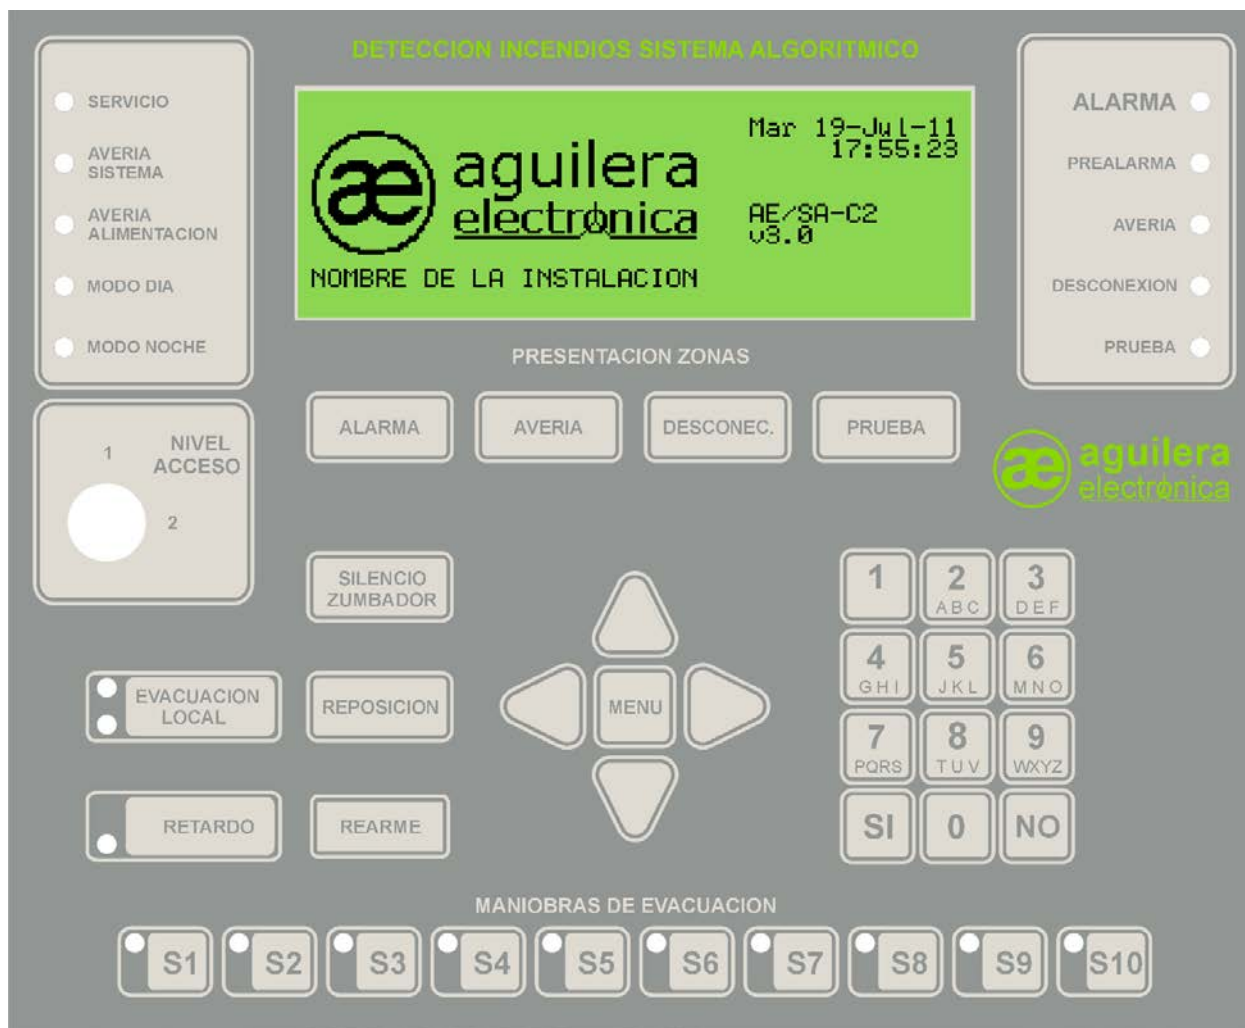 DETECCION INCENDIOS SISTEMA ALGORITMICO
SERVICIO
AVERIA
SISTEMA
AVERIA
ALIMENTACION
MODO DIA
MODO NOCHE
æ aguilera
electrónica
Mar 19-Jul-11
17:55:23
AE/SA-C2
v3.0
NOMBRE DE LA INSTALACION
ALARMA
PREALARMA
AVERIA
DESCONEXION
PRUEBA
PRESENTACION ZONAS
ALARMA
AVERIA
DESCONEC.
PRUEBA
æ aguilera
electrónica
1
NIVEL
ACCESO
2
SILENCIO
ZUMBADOR
EVACUACION
LOCAL
REPOSICION
RETARDO
REARME
MENU
1
2
ABC
3
DEF
4
GHI
5
JKL
6
MNO
7
PQRS
8
TUV
9
WXYZ
SI
0
NO
MANIOBRAS DE EVACUACION
S1
S2
S3
S4
S5
S6
S7
S8
S9
S10